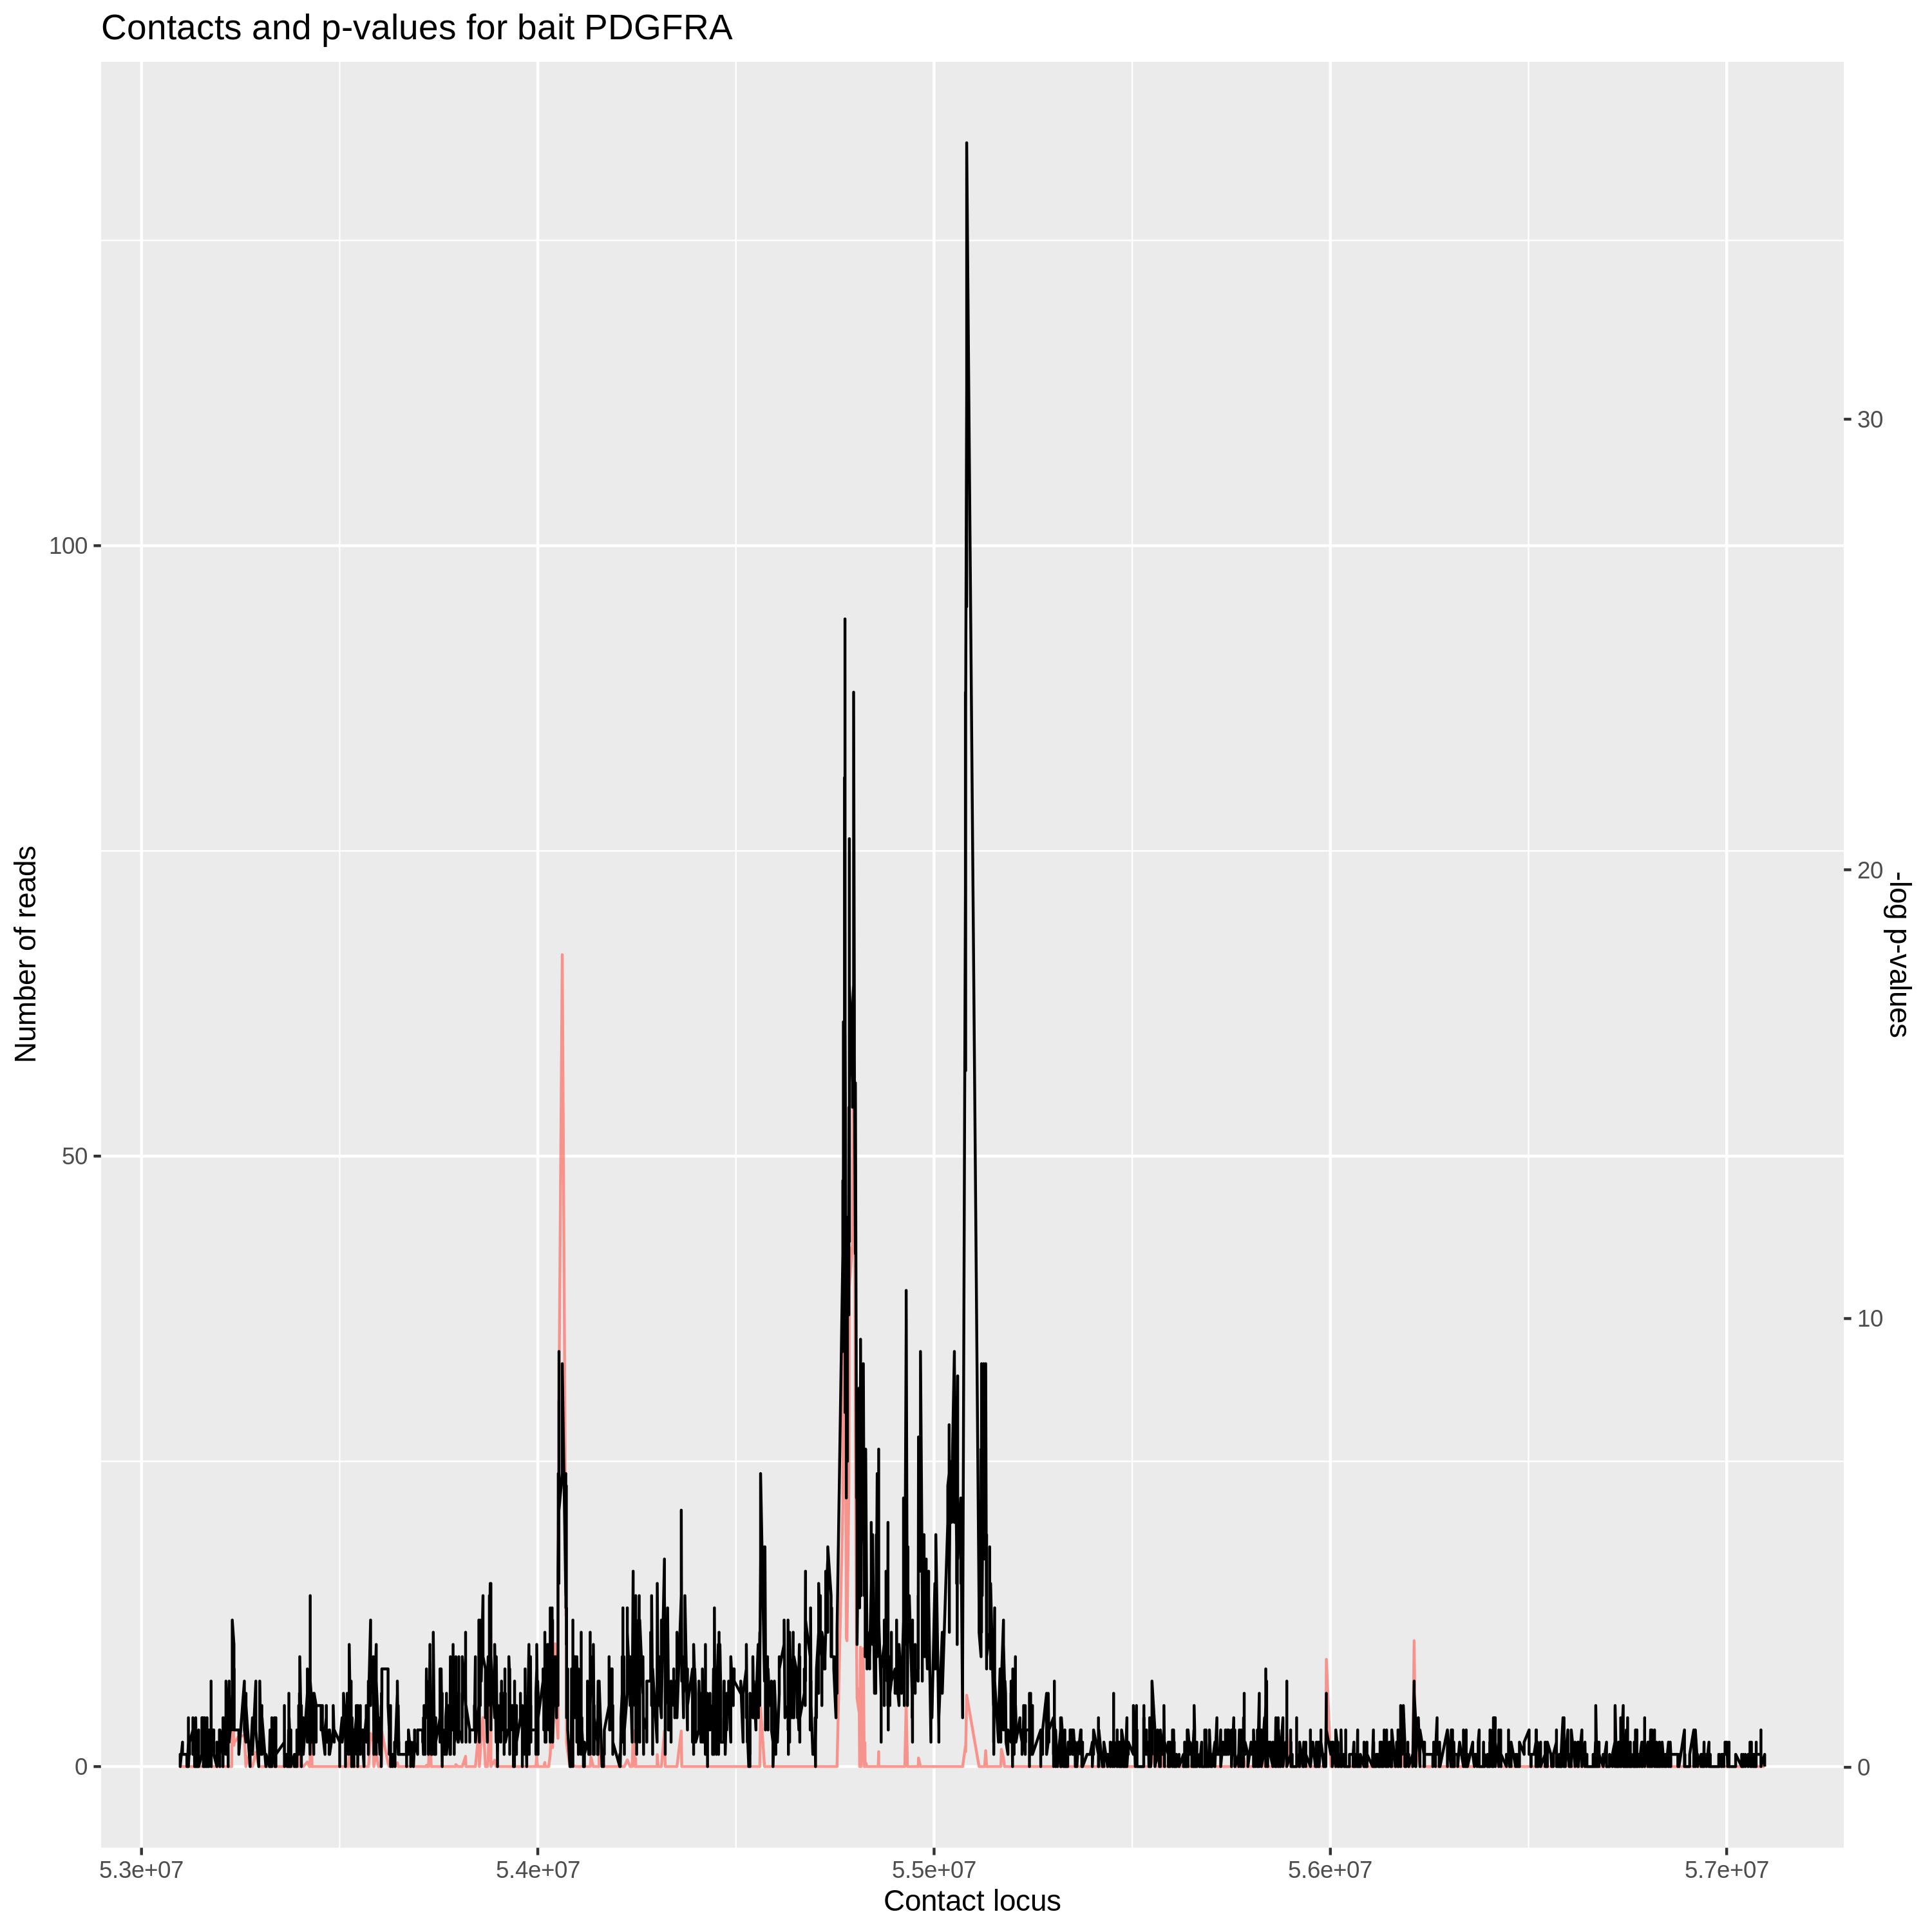 Contacts and p-values for bait PDGFRA
Number of reads
100
50
0
30
20
10
0
-log p-values
5.3e+07 5.4e+07 5.5e+07 5.6e+07 5.7e+07
Contact locus